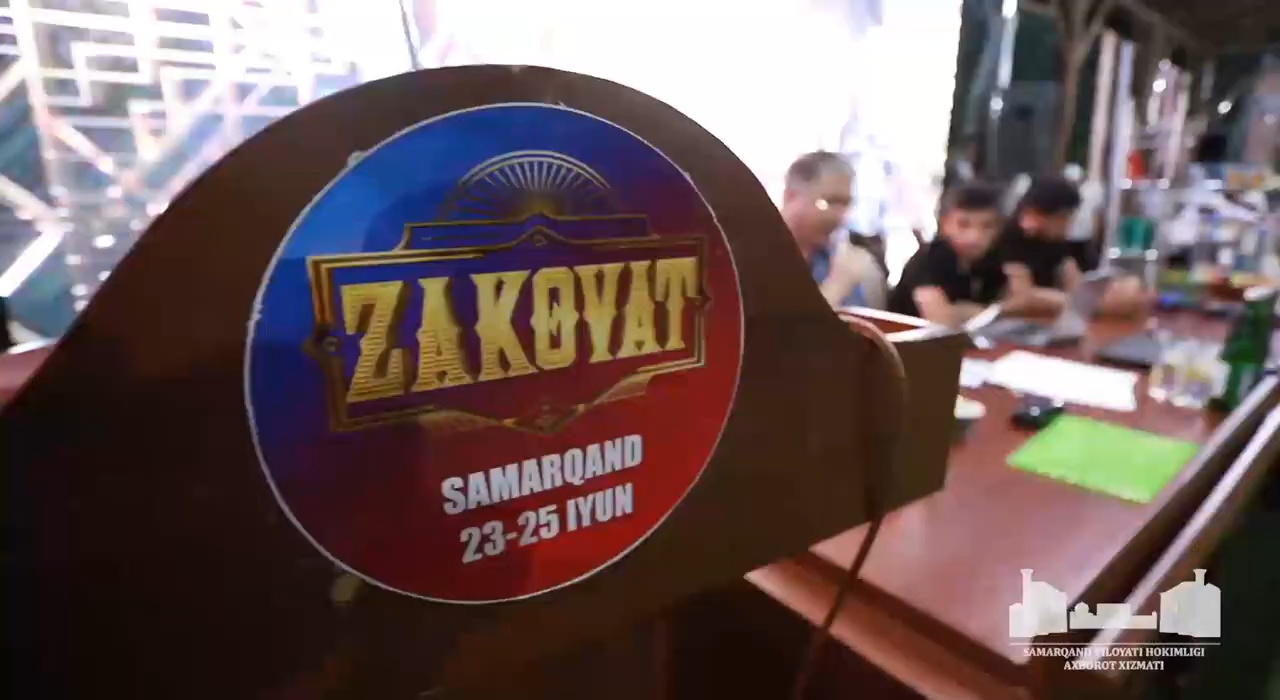 ZAKOVAT
SAMARQAND
23-25 IYUN
SAMARQAND VILOYATI HOKIMLIGI
AXBOROT XIZMATI